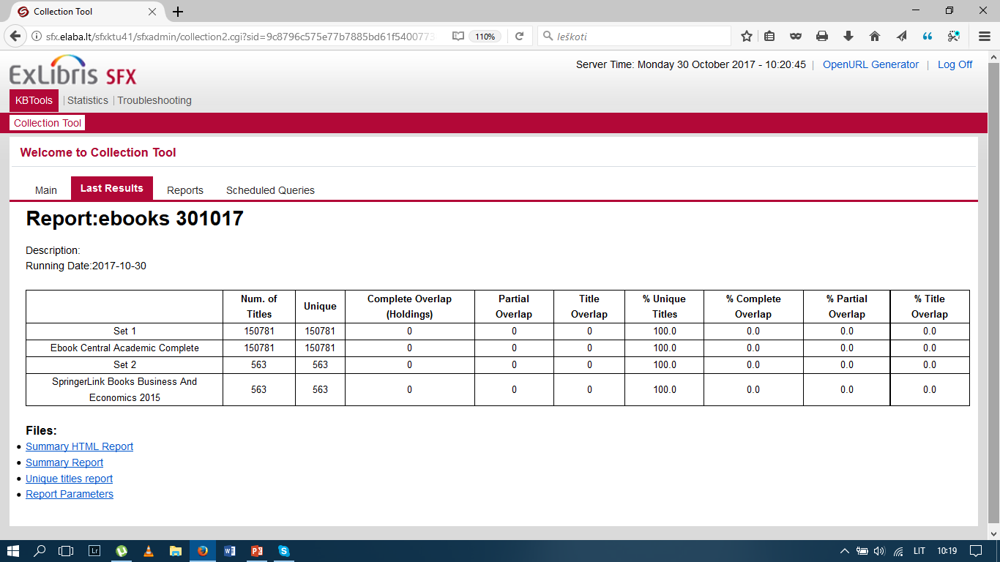 Collection Tool
sfx.elaba.lt/sfxktu41/sfxadmin/collection2.cgi?sid=9c8796c575e77b7885bd61f5400773
110%
Ieškoti
ExLibris SFX
Server Time: Monday 30 October 2017 - 10:20:45 | OpenURL Generator | Log Off
KBTools | Statistics | Troubleshooting
Collection Tool
Welcome to Collection Tool
Main Last Results Reports Scheduled Queries
Report:ebooks 301017
Description:
Running Date:2017-10-30
Num. of Titles Unique Complete Overlap (Holdings) Partial Overlap Title Overlap % Unique Titles % Complete Overlap % Partial Overlap % Title Overlap
Set 1 150781 150781 0 0 0 100.0 0.0 0.0 0.0
Ebook Central Academic Complete 150781 150781 0 0 0 100.0 0.0 0.0 0.0
Set 2 563 563 0 0 0 100.0 0.0 0.0 0.0
SpringerLink Books Business And Economics 2015 563 563 0 0 0 100.0 0.0 0.0 0.0
Files:
• Summary HTML Report
• Summary Report
• Unique titles report
• Report Parameters
Lr
LIT 10:19